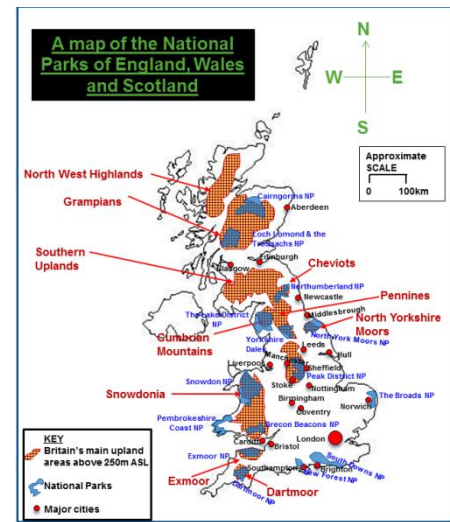 A map of the National
Parks of England, Wales
and Scotland
N
W
E
S
Approximate
SCALE
0
100km
North West Highlands
Cairngorms NP
Aberdeen
Grampians
Loch Lomond & the
Trossachs NP
Southern
Uplands
Edinburgh
Glasgow
Cheviots
Northumberland NP
Newcastle
Pennines
The Lake District
NP
Middlesbrough
North Yorkshire
Moors
North York Moors NP
Cumbrian
Mountains
Yorkshire
Dales
Leeds
Hull
Manchester
Liverpool
Sheffield
Peak District NP
Stoke
Nottingham
Snowdon NP
Snowdonia
Birmingham
Coventry
Norwich
The Broads NP
Pembrokeshire
Coast NP
Brecon Beacons NP
London
Cardiff
Bristol
Exmoor NP
South Downs
NP
Southampton
Brighton
New Forest NP
Exmoor
Dartmoor
Dartmoor NP
KEY
Britain's main upland
areas above 250m ASL
National Parks
Major cities